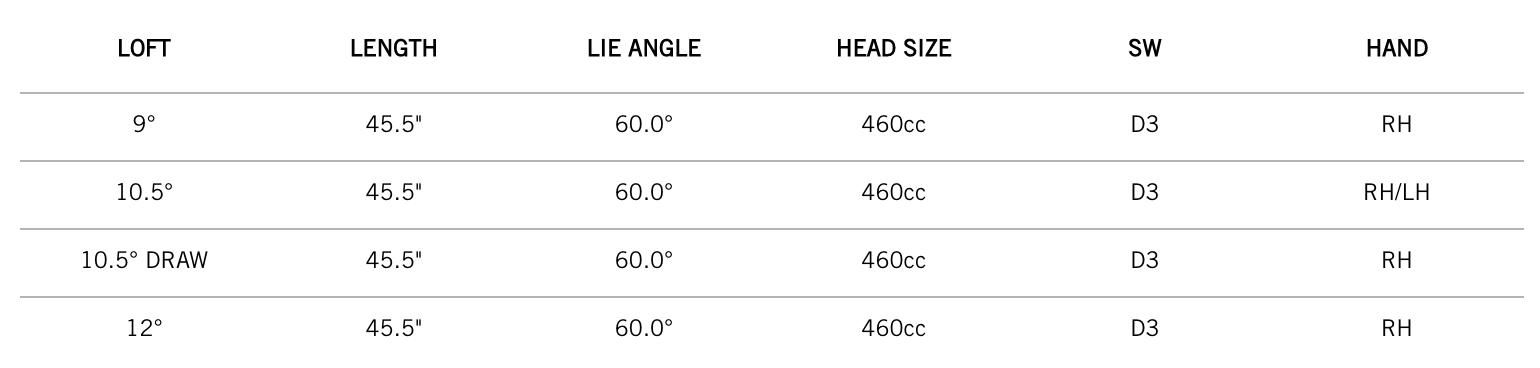 LOFT LENGTH LIE ANGLE HEAD SIZE SW HAND
9° 45.5" 60.0° 460cc D3 RH
10.5° 45.5" 60.0° 460cc D3 RH/LH
10.5° DRAW 45.5" 60.0° 460cc D3 RH
12° 45.5" 60.0° 460cc D3 RH